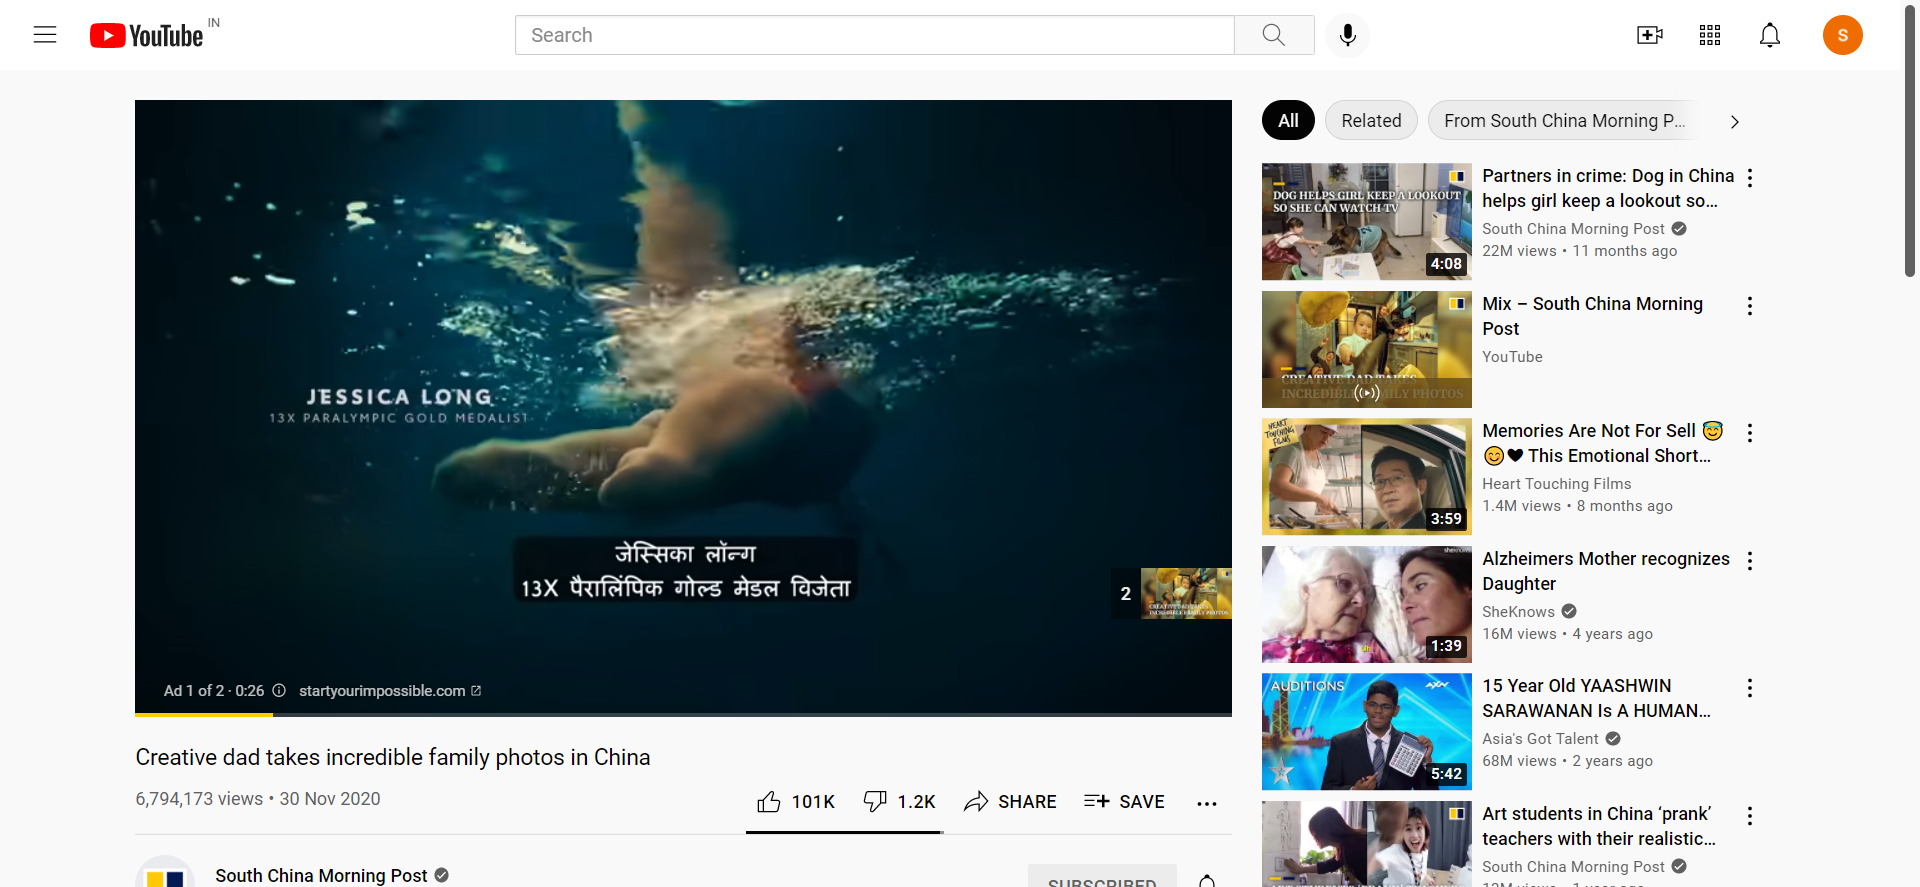 YouTube IN
Search
S
JESSICA LONG
13X PARALYMPIC GOLD MEDALIST
जेस्सिका लॉन्ग
13X पैरालिंपिक गोल्ड मेडल विजेता
2
CREATIVE DAD TAKES
INCREDIBLE FAMILY PHOTOS
Ad 1 of 2 · 0:26 startyourimpossible.com
Creative dad takes incredible family photos in China
6,794,173 views • 30 Nov 2020
101K 1.2K SHARE SAVE
South China Morning Post
SUBSCRIBED
All Related From South China Morning P...
DOG HELPS GIRL KEEP A LOOKOUT
SO SHE CAN WATCH TV
4:08
Partners in crime: Dog in China
helps girl keep a lookout so...
South China Morning Post
22M views • 11 months ago
CREATIVE DAD TAKES
INCREDIBLE FAMILY PHOTOS
Mix – South China Morning
Post
YouTube
HEART
TOUCHING
FILMS
3:59
Memories Are Not For Sell 😇
😊🖤 This Emotional Short...
Heart Touching Films
1.4M views • 8 months ago
sheknows
1:39
Alzheimers Mother recognizes
Daughter
SheKnows
16M views • 4 years ago
AUDITIONS AXN
5:42
15 Year Old YAASHWIN
SARAWANAN Is A HUMAN...
Asia's Got Talent
68M views • 2 years ago
Art students in China ‘prank’
teachers with their realistic...
South China Morning Post